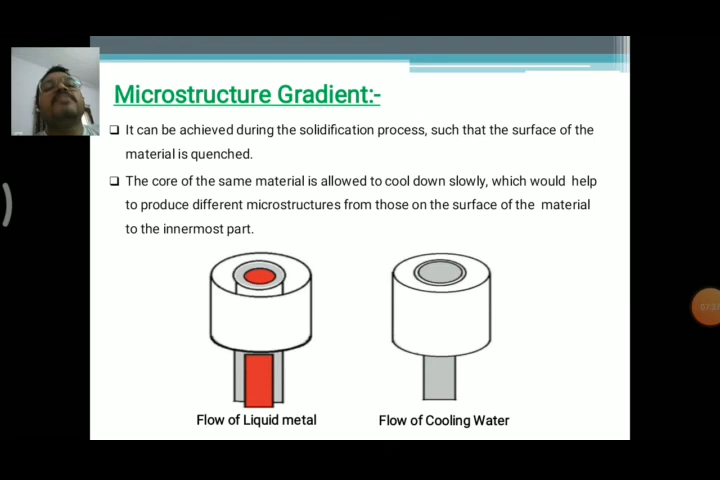 Microstructure Gradient:-
❑ It can be achieved during the solidification process, such that the surface of the
material is quenched.
❑ The core of the same material is allowed to cool down slowly, which would help
to produce different microstructures from those on the surface of the material
to the innermost part.
Flow of Liquid metal
Flow of Cooling Water